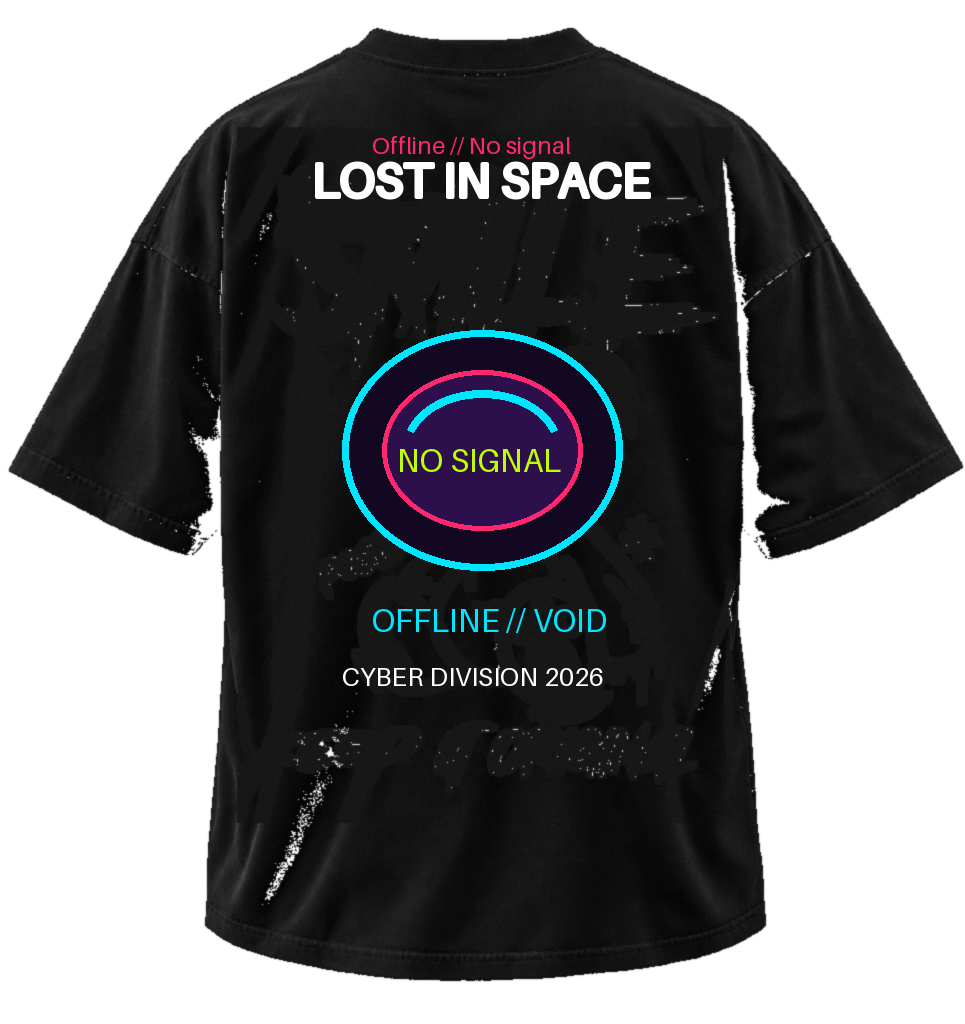 Offline // No signal
LOST IN SPACE
NO SIGNAL
OFFLINE // VOID
CYBER DIVISION 2026